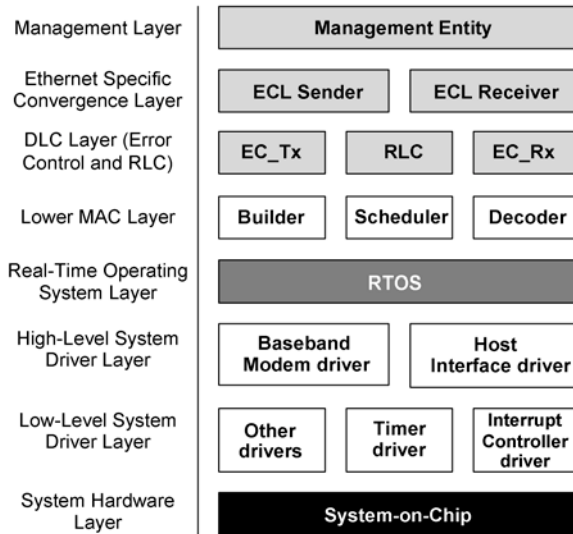 Management Layer
Management Entity
Ethernet Specific
Convergence Layer
ECL Sender
ECL Receiver
DLC Layer (Error
Control and RLC)
EC_Tx
RLC
EC_Rx
Lower MAC Layer
Builder
Scheduler
Decoder
Real-Time Operating
System Layer
RTOS
High-Level System
Driver Layer
Baseband
Modem driver
Host
Interface driver
Low-Level System
Driver Layer
Other
drivers
Timer
driver
Interrupt
Controller
driver
System Hardware
Layer
System-on-Chip